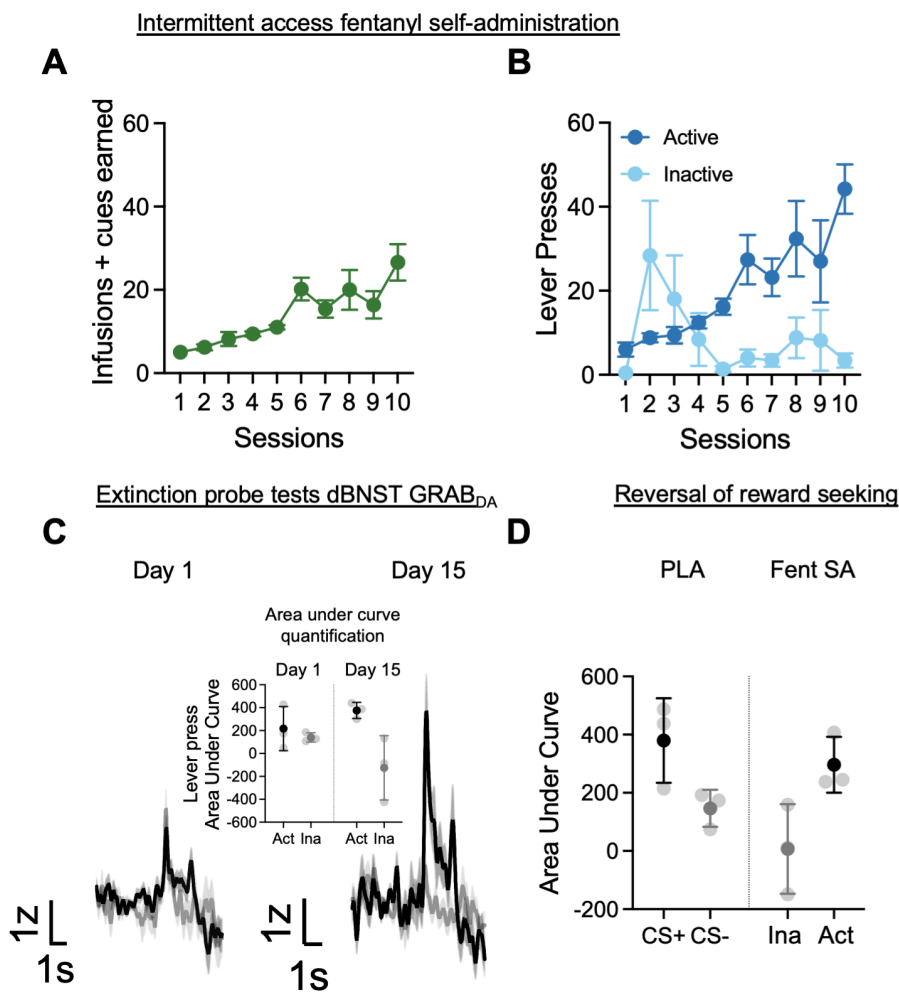 Intermittent access fentanyl self-administration
A
B
Infusions + cues earned
60
40
20
0
1 2 3 4 5 6 7 8 9 10
Sessions
Lever Presses
60
40
20
0
Active
Inactive
1 2 3 4 5 6 7 8 9 10
Sessions
Extinction probe tests dBNST GRABDA
Reversal of reward seeking
C
D
Day 1
Day 15
Area under curve
quantification
Day 1
Day 15
Lever press
Area Under Curve
600
400
200
0
-200
-400
-600
Act Ina
Act Ina
1z
1s
1z
1s
PLA
Fent SA
Area Under Curve
600
400
200
0
-200
CS+ CS-
Ina Act